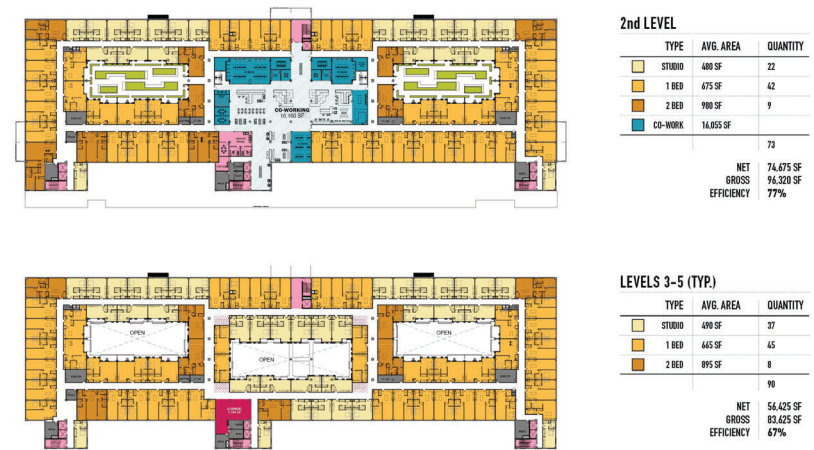 2nd LEVEL
TYPE AVG. AREA QUANTITY
STUDIO 480 SF 22
1 BED 675 SF 42
2 BED 980 SF 9
CO-WORK 16,055 SF
73
NET 74,675 SF
GROSS 96,320 SF
EFFICIENCY 77%
CO-WORKING
16,160 SF
LEVELS 3-5 (TYP.)
TYPE AVG. AREA QUANTITY
STUDIO 490 SF 37
1 BED 665 SF 45
2 BED 895 SF 8
90
NET 56,425 SF
GROSS 83,625 SF
EFFICIENCY 67%
OPEN
OPEN
OPEN